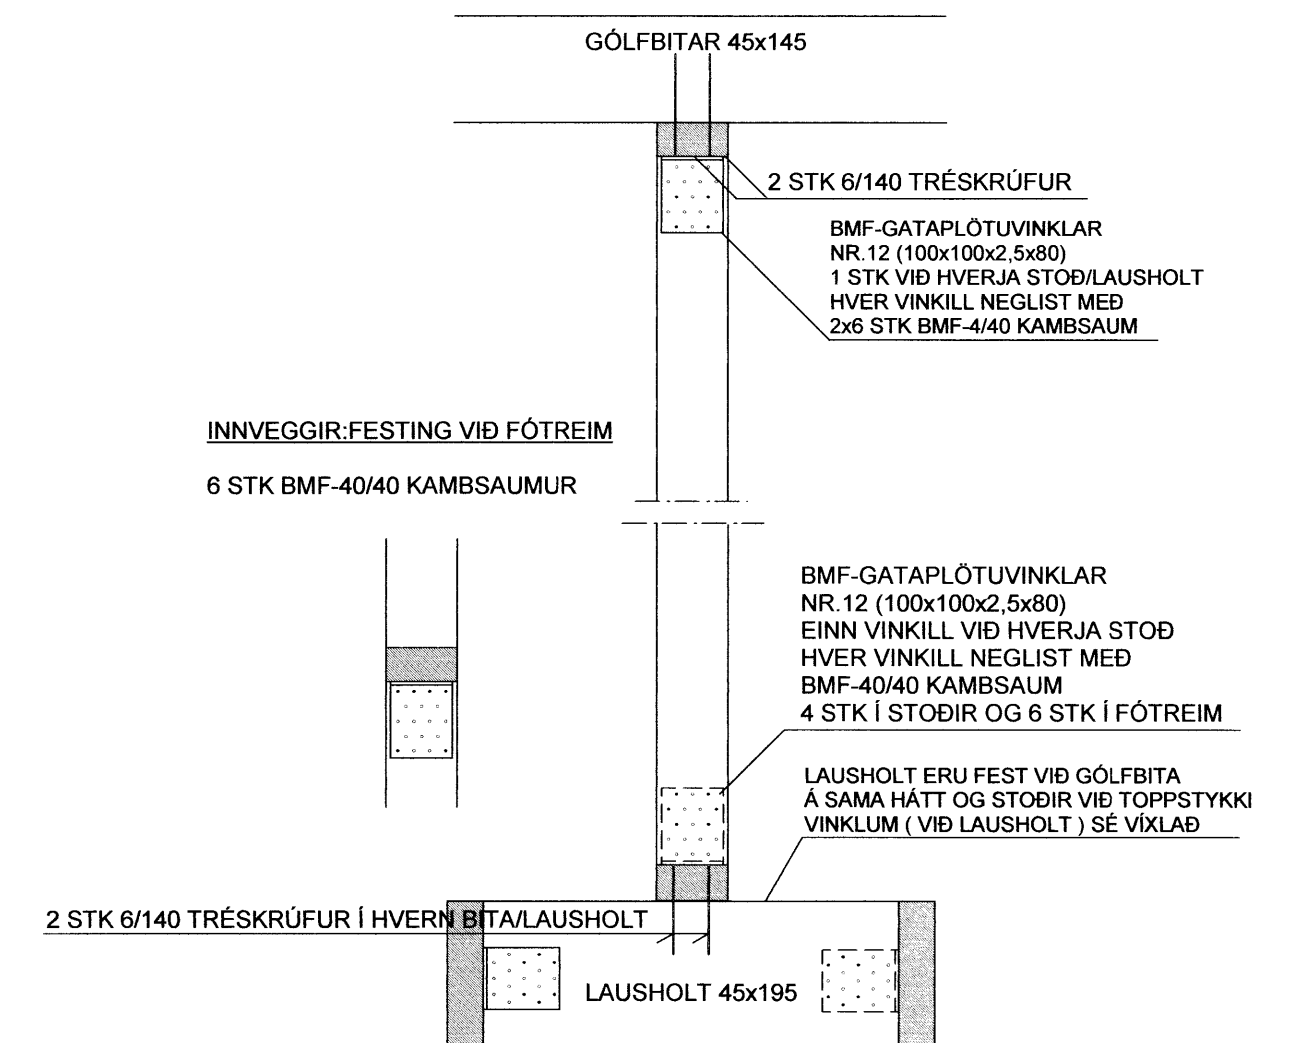 GÓLFBITAR 45x145
2 STK 6/140 TRÉSKRÚFUR
BMF-GATAPLÖTUVINKLAR
NR.12 (100x100x2,5x80)
1 STK VIÐ HVERJA STOÐ/LAUSHOLT
HVER VINKILL NEGLIST MEÐ
2x6 STK BMF-4/40 KAMBSAUM
INNVEGGIR:FESTING VIÐ FÓTREIM
6 STK BMF-40/40 KAMBSAUMUR
BMF-GATAPLÖTUVINKLAR
NR.12 (100x100x2,5x80)
EINN VINKILL VIÐ HVERJA STOÐ
HVER VINKILL NEGLIST MEÐ
BMF-40/40 KAMBSAUM
4 STK Í STOÐIR OG 6 STK Í FÓTREIM
LAUSHOLT ERU FEST VIÐ GÓLFBITA
Á SAMA HÁTT OG STOÐIR VIÐ TOPPSTYKKI
VINKLUM ( VIÐ LAUSHOLT ) SÉ VÍXLAÐ
2 STK 6/140 TRÉSKRÚFUR Í HVERN BITA/LAUSHOLT
LAUSHOLT 45x195